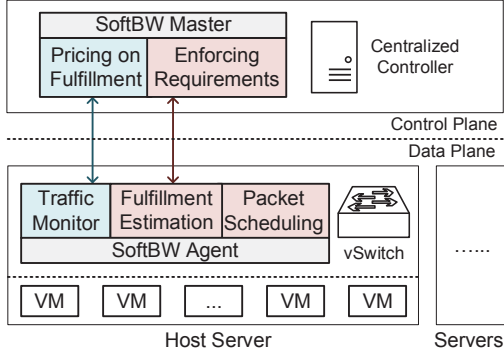 SoftBW Master
Pricing on
Fulfillment
Enforcing
Requirements
Centralized
Controller
Control Plane
Data Plane
Traffic
Monitor
Fulfillment
Estimation
Packet
Scheduling
SoftBW Agent
vSwitch
......
VM
VM
...
VM
VM
Host Server
Servers